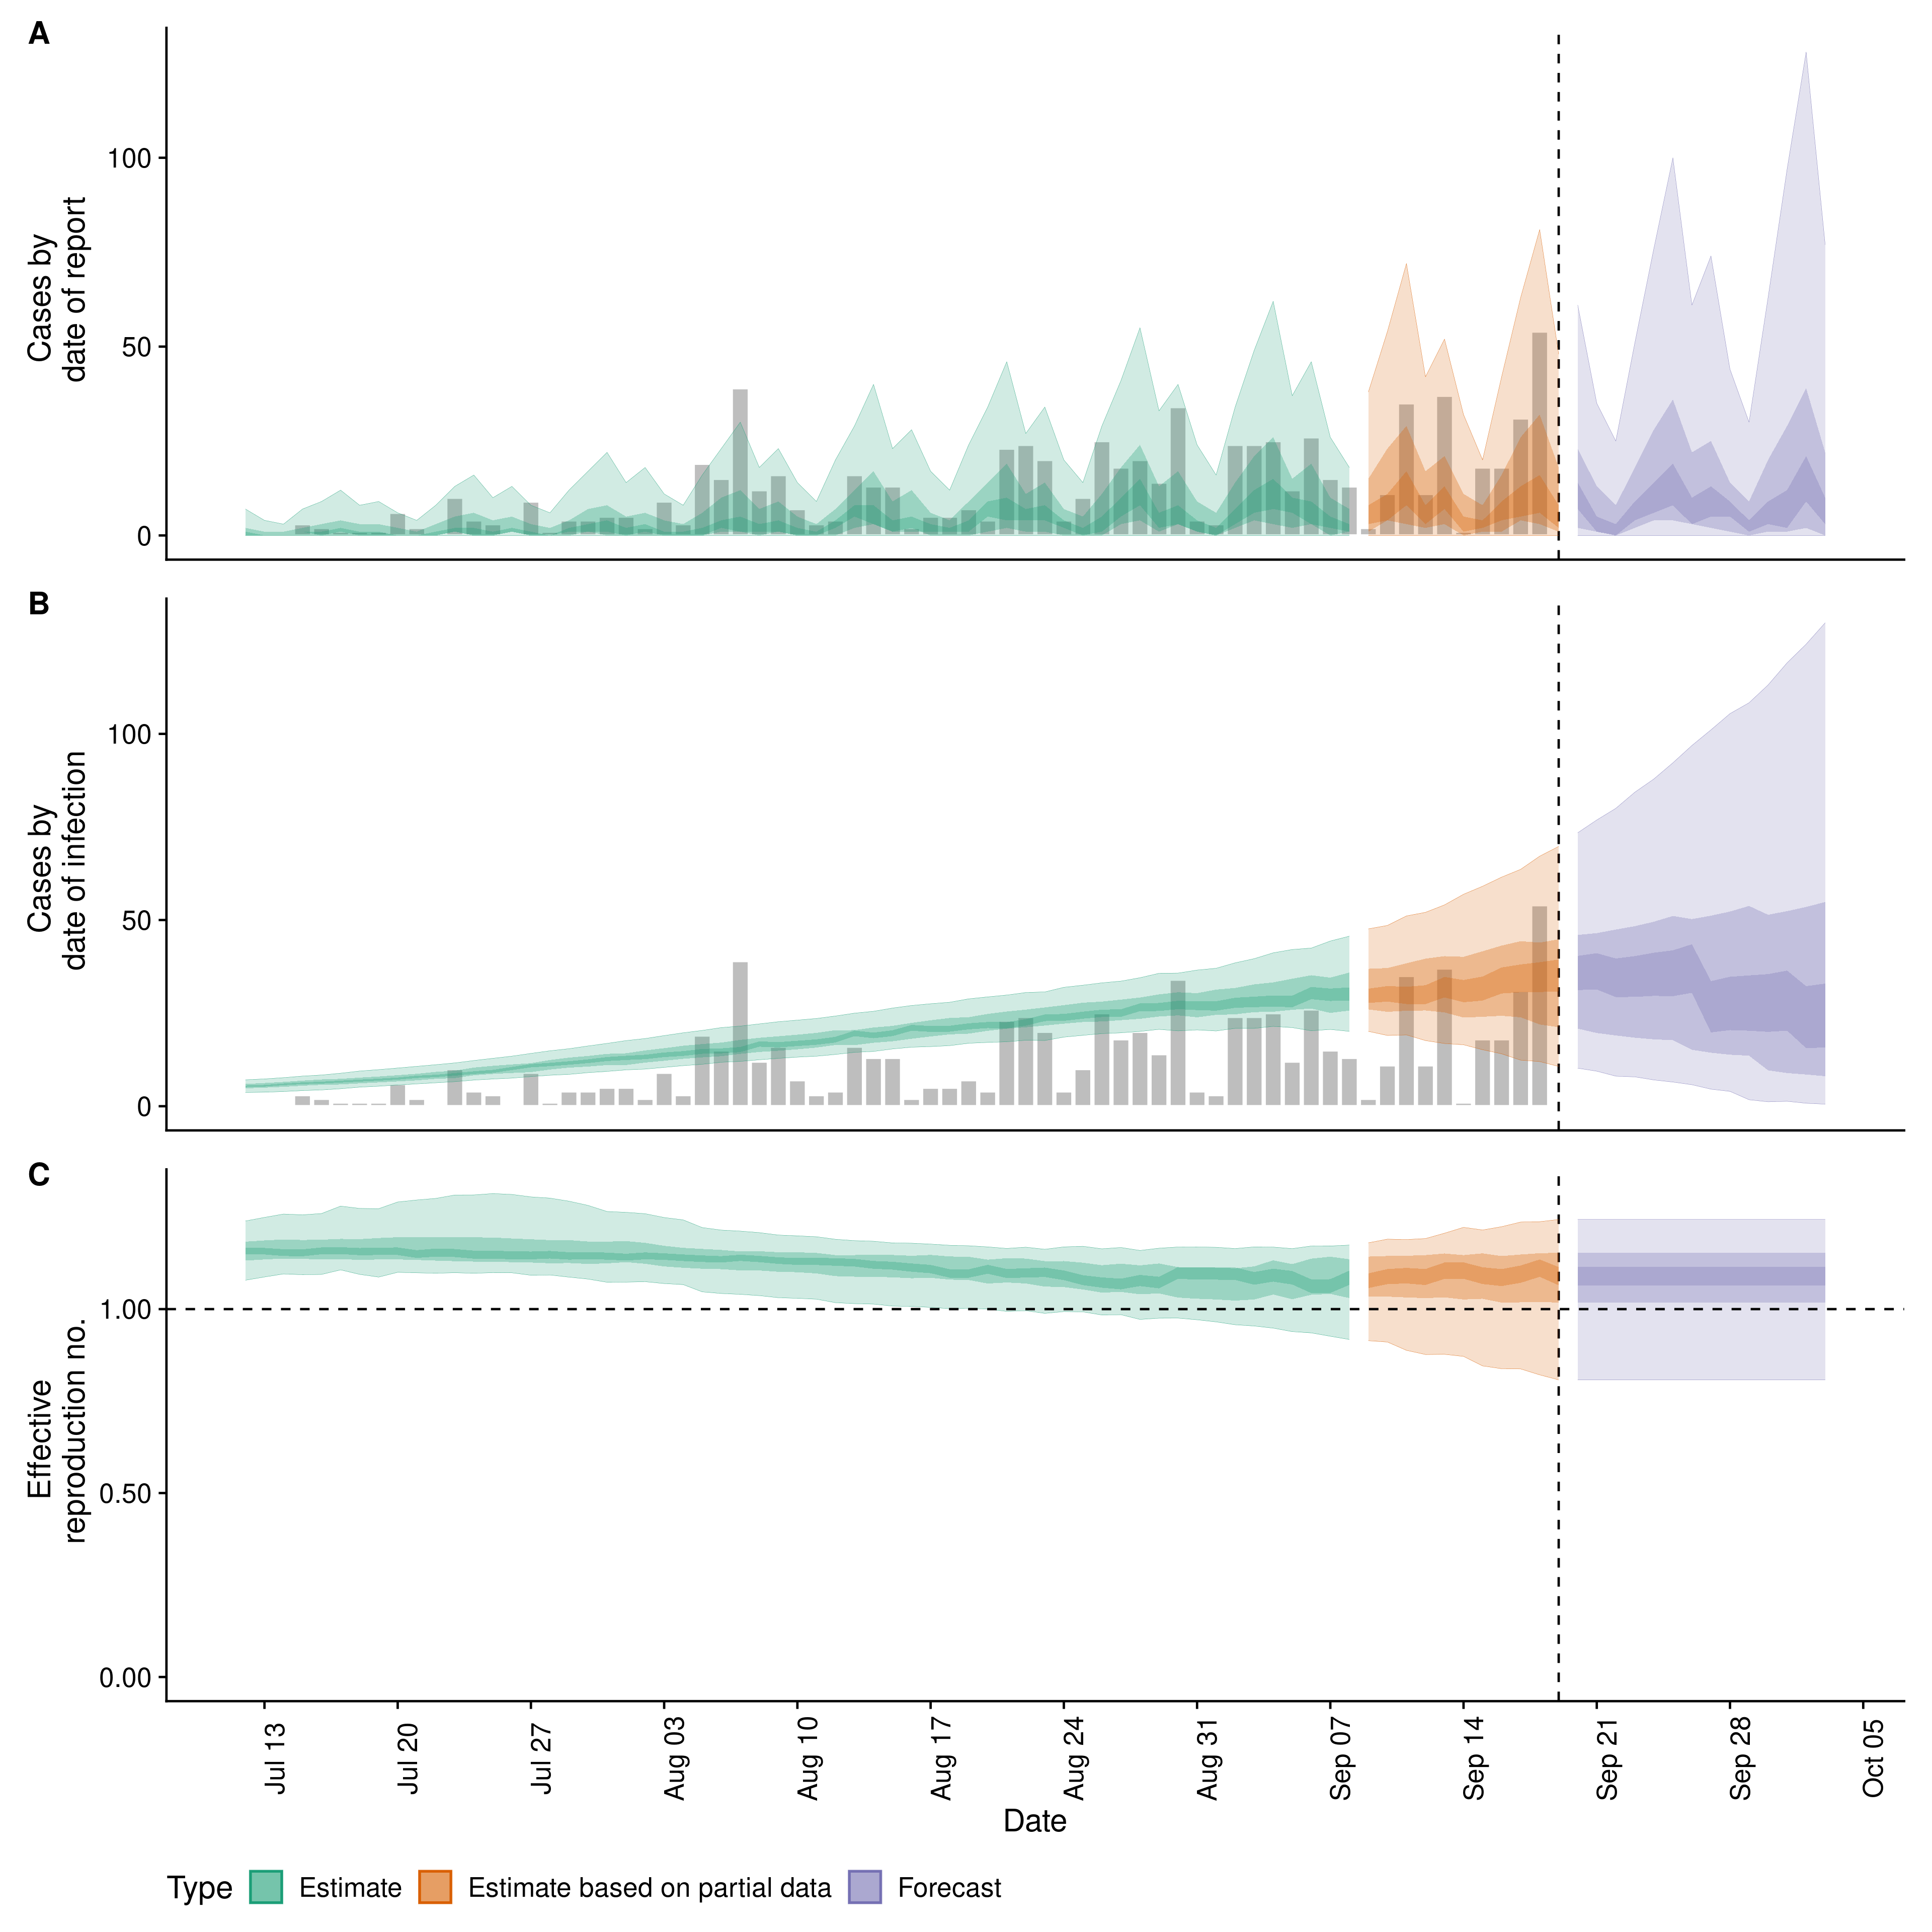 A
Cases by
date of report
100
50
0
B
Cases by
date of infection
100
50
0
C
Effective
reproduction no.
1.00
0.50
0.00
Jul 13
Jul 20
Jul 27
Aug 03
Aug 10
Aug 17
Aug 24
Aug 31
Sep 07
Sep 14
Sep 21
Sep 28
Oct 05
Date
Type Estimate Estimate based on partial data Forecast